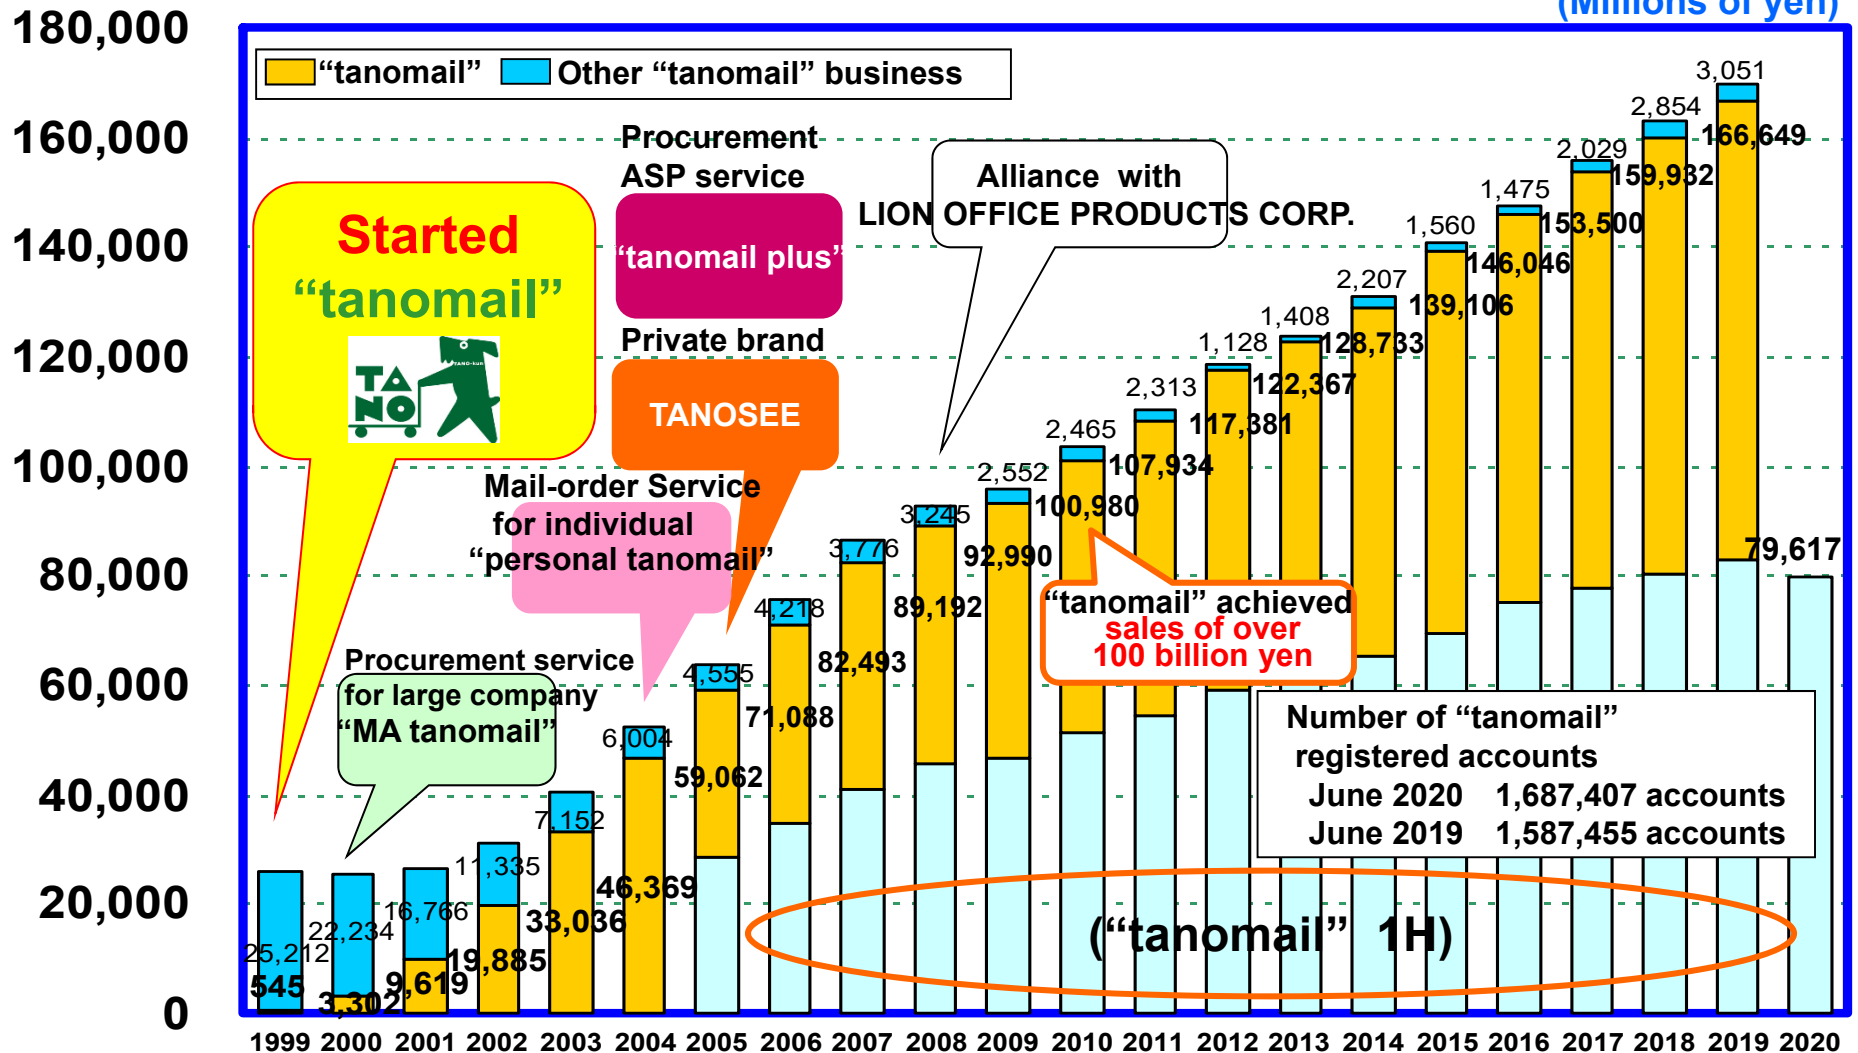 (Millions of yen)
180,000
160,000
140,000
120,000
100,000
80,000
60,000
40,000
20,000
0
“tanomail”
Other “tanomail” business
Started
“tanomail”
TA
NO
TANO-KUN
Procurement
ASP service
“tanomail plus”
Private brand
TANOSEE
Mail-order Service
for individual
“personal tanomail”
Procurement service
for large company
“MA tanomail”
Alliance with
LION OFFICE PRODUCTS CORP.
“tanomail” achieved
sales of over
100 billion yen
Number of “tanomail”
registered accounts
June 2020 1,687,407 accounts
June 2019 1,587,455 accounts
(“tanomail” 1H)
25,212
545
22,234
3,302
16,766
9,619
11,335
19,885
7,152
33,036
6,004
46,369
4,555
59,062
4,218
71,088
3,776
82,493
3,245
89,192
2,552
92,990
2,465
100,980
2,313
107,934
1,128
117,381
1,408
122,367
2,207
128,733
1,560
139,106
1,475
146,046
2,029
153,500
2,854
159,932
3,051
166,649
79,617
1999 2000 2001 2002 2003 2004 2005 2006 2007 2008 2009 2010 2011 2012 2013 2014 2015 2016 2017 2018 2019 2020